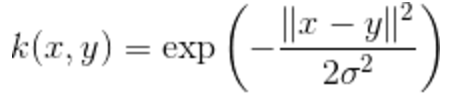 k(x, y) = exp(−‖x − y‖² / 2σ²)